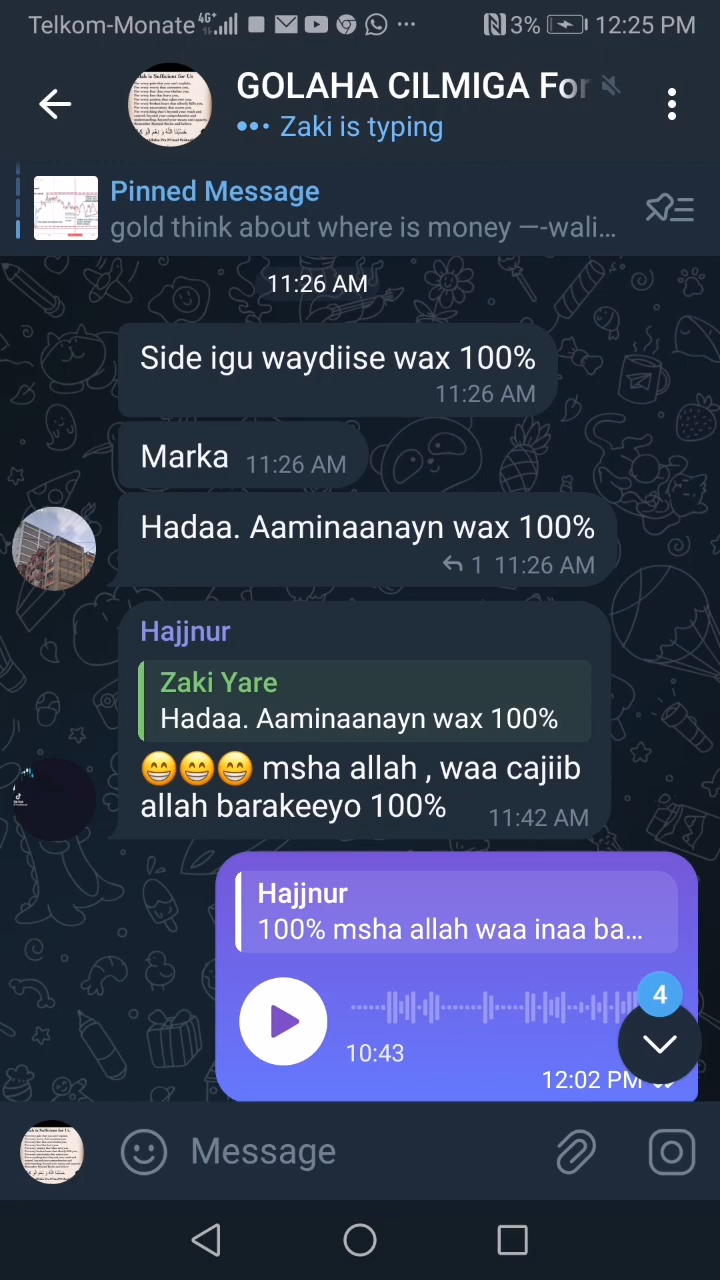 Telkom-Monate 4G+ 3% 12:25 PM
GOLAHA CILMIGA For
Zaki is typing
Pinned Message
gold think about where is money —-wali...
11:26 AM
Side igu waydiise wax 100%
11:26 AM
Marka 11:26 AM
Hadaa. Aaminaanayn wax 100%
1 11:26 AM
Hajjnur
Zaki Yare
Hadaa. Aaminaanayn wax 100%
😁😁😁 msha allah , waa cajiib
allah barakeeyo 100%
11:42 AM
Hajjnur
100% msha allah waa inaa ba...
4
10:43
12:02 PM
Message